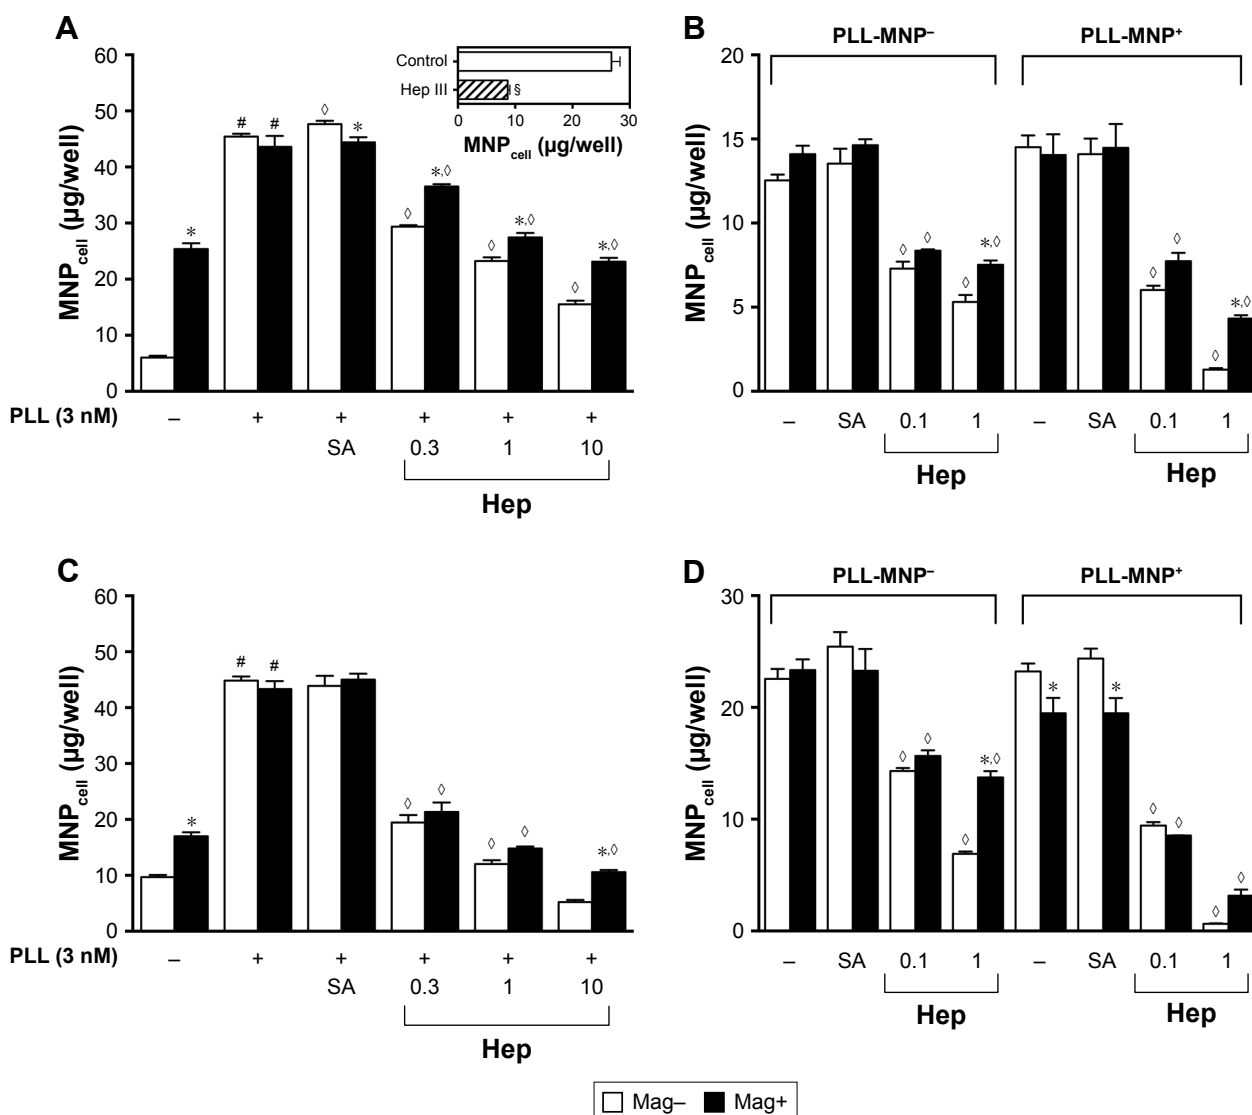 A
60
50
40
30
20
10
0
MNPcell (µg/well)
# # ◊ * * *,◊ ◊ *,◊ ◊ *,◊ ◊
Control
Hep III
§
0 10 20 30
MNPcell (µg/well)
PLL (3 nM) – + + + + +
SA 0.3 1 10
Hep
B
PLL-MNP– PLL-MNP+
20
15
10
5
0
MNPcell (µg/well)
◊ ◊ *,◊ ◊ ◊ ◊ *,◊ ◊
– SA 0.1 1 – SA 0.1 1
Hep Hep
C
60
50
40
30
20
10
0
MNPcell (µg/well)
* # # ◊ ◊ ◊ ◊ *,◊
PLL (3 nM) – + + + + +
SA 0.3 1 10
Hep
D
PLL-MNP– PLL-MNP+
30
20
10
0
MNPcell (µg/well)
◊ ◊ ◊ *,◊ * * ◊ ◊ ◊ ◊
– SA 0.1 1 – SA 0.1 1
Hep Hep
Mag– Mag+